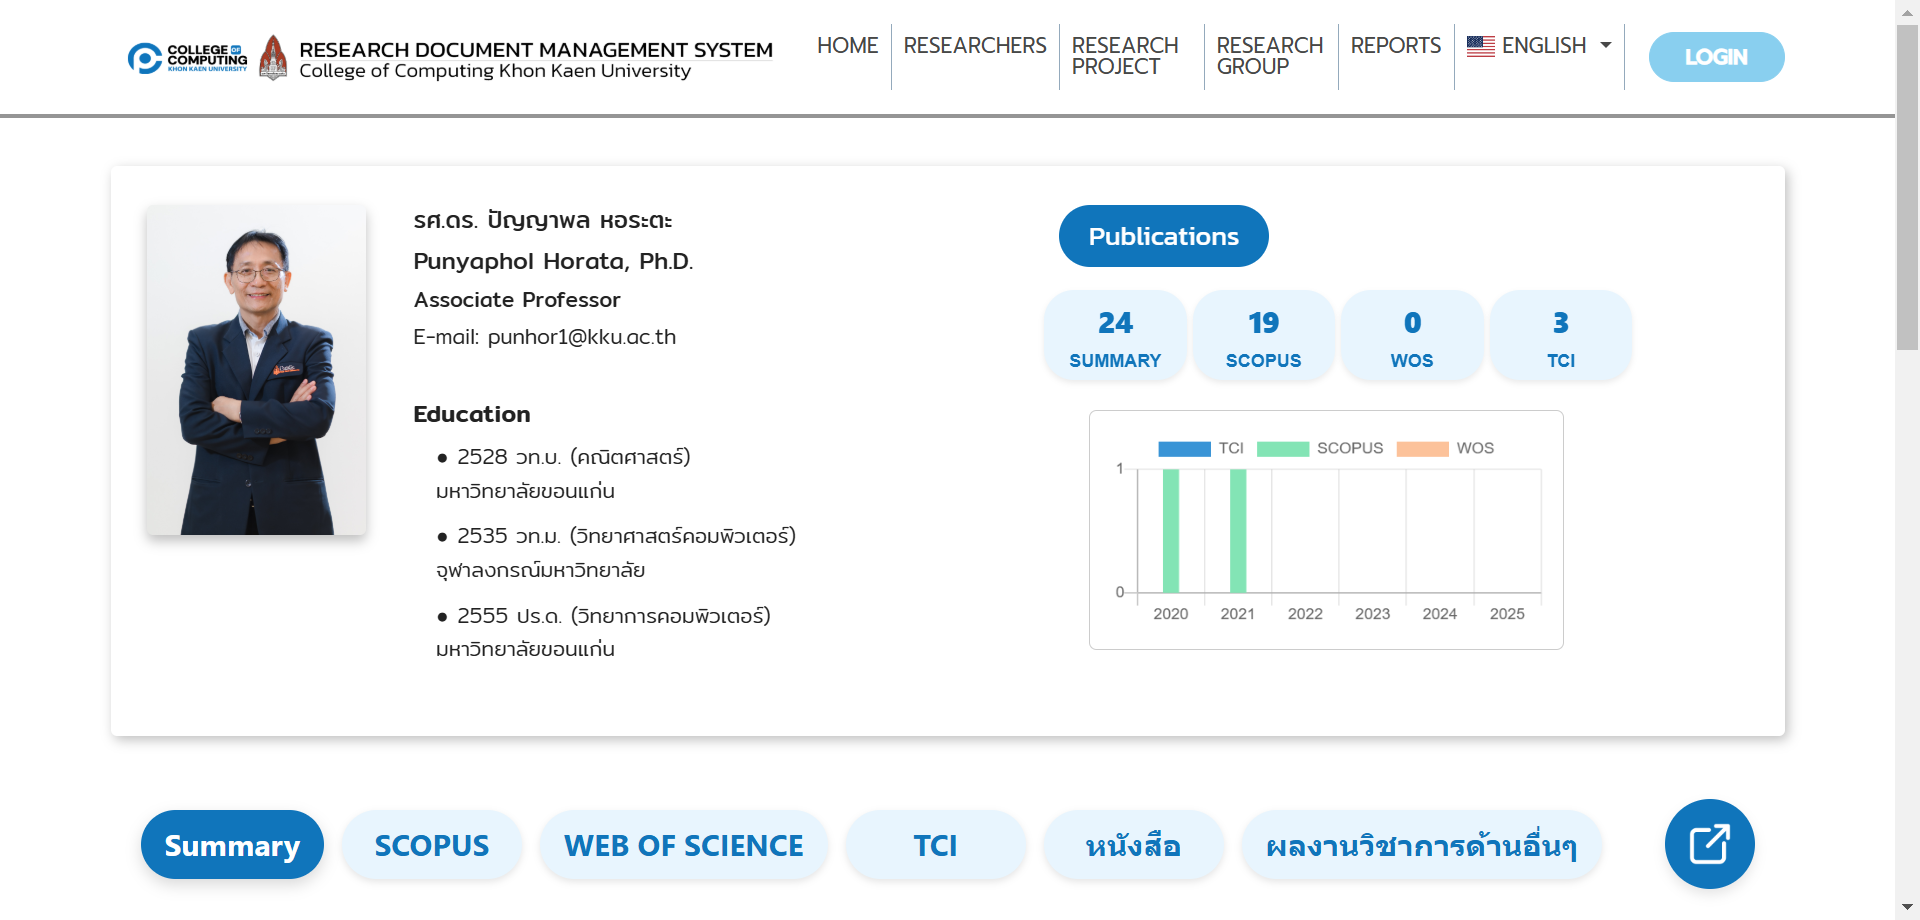 COLLEGE OF
COMPUTING
KHON KAEN UNIVERSITY
RESEARCH DOCUMENT MANAGEMENT SYSTEM
College of Computing Khon Kaen University
HOME
RESEARCHERS
RESEARCH
PROJECT
RESEARCH
GROUP
REPORTS
ENGLISH
LOGIN
รศ.ดร. ปัญญาพล หอระตะ
Punyaphol Horata, Ph.D.
Associate Professor
E-mail: punhor1@kku.ac.th
Education
● 2528 วท.บ. (คณิตศาสตร์)
มหาวิทยาลัยขอนแก่น
● 2535 วท.ม. (วิทยาศาสตร์คอมพิวเตอร์)
จุฬาลงกรณ์มหาวิทยาลัย
● 2555 ปร.ด. (วิทยาการคอมพิวเตอร์)
มหาวิทยาลัยขอนแก่น
Publications
24
SUMMARY
19
SCOPUS
0
WOS
3
TCI
TCI SCOPUS WOS
1
0
2020 2021 2022 2023 2024 2025
Summary
SCOPUS
WEB OF SCIENCE
TCI
หนังสือ
ผลงานวิชาการด้านอื่นๆ